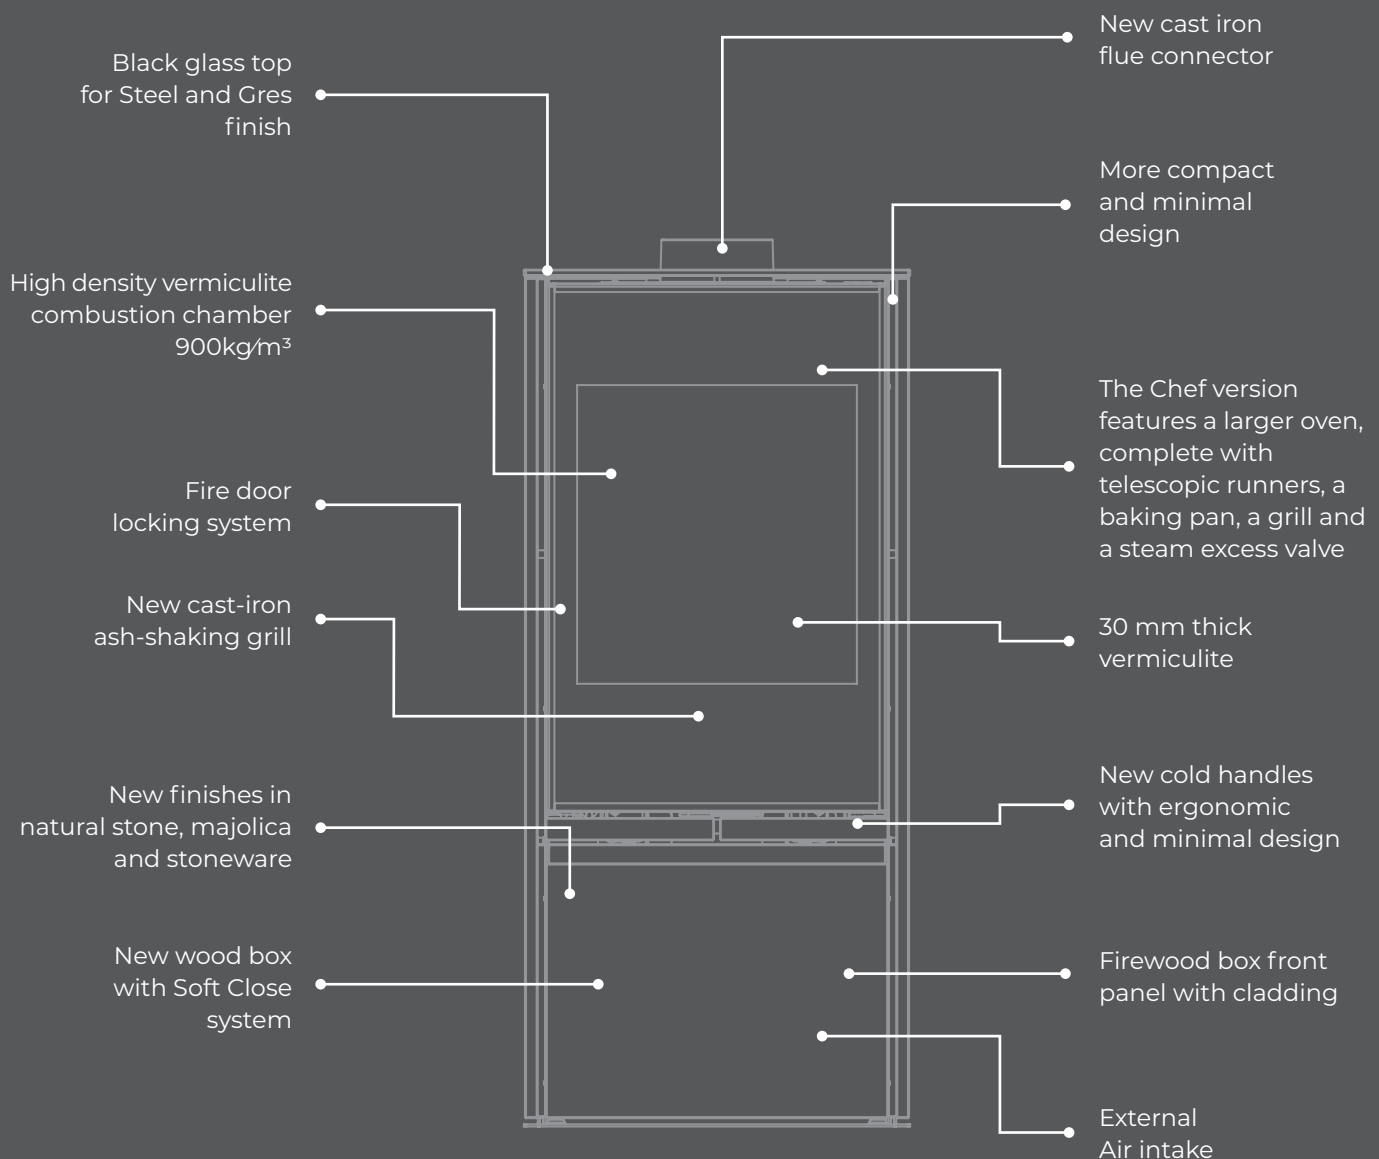 Black glass top
for Steel and Gres
finish
High density vermiculite
combustion chamber
900kg/m³
Fire door
locking system
New cast-iron
ash-shaking grill
New finishes in
natural stone, majolica
and stoneware
New wood box
with Soft Close
system
New cast iron
flue connector
More compact
and minimal
design
The Chef version
features a larger oven,
complete with
telescopic runners, a
baking pan, a grill and
a steam excess valve
30 mm thick
vermiculite
New cold handles
with ergonomic
and minimal design
Firewood box front
panel with cladding
External
Air intake